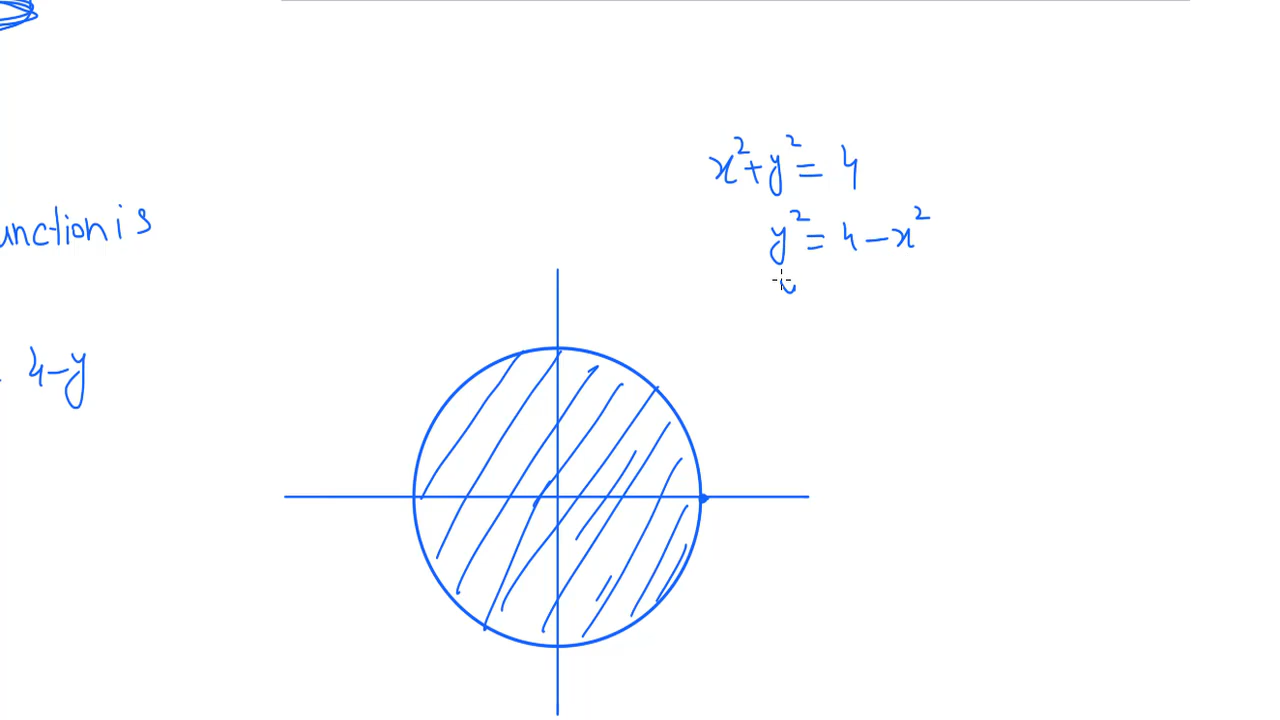 x²+y² = 4
y² = 4-x²
unction is
4-y